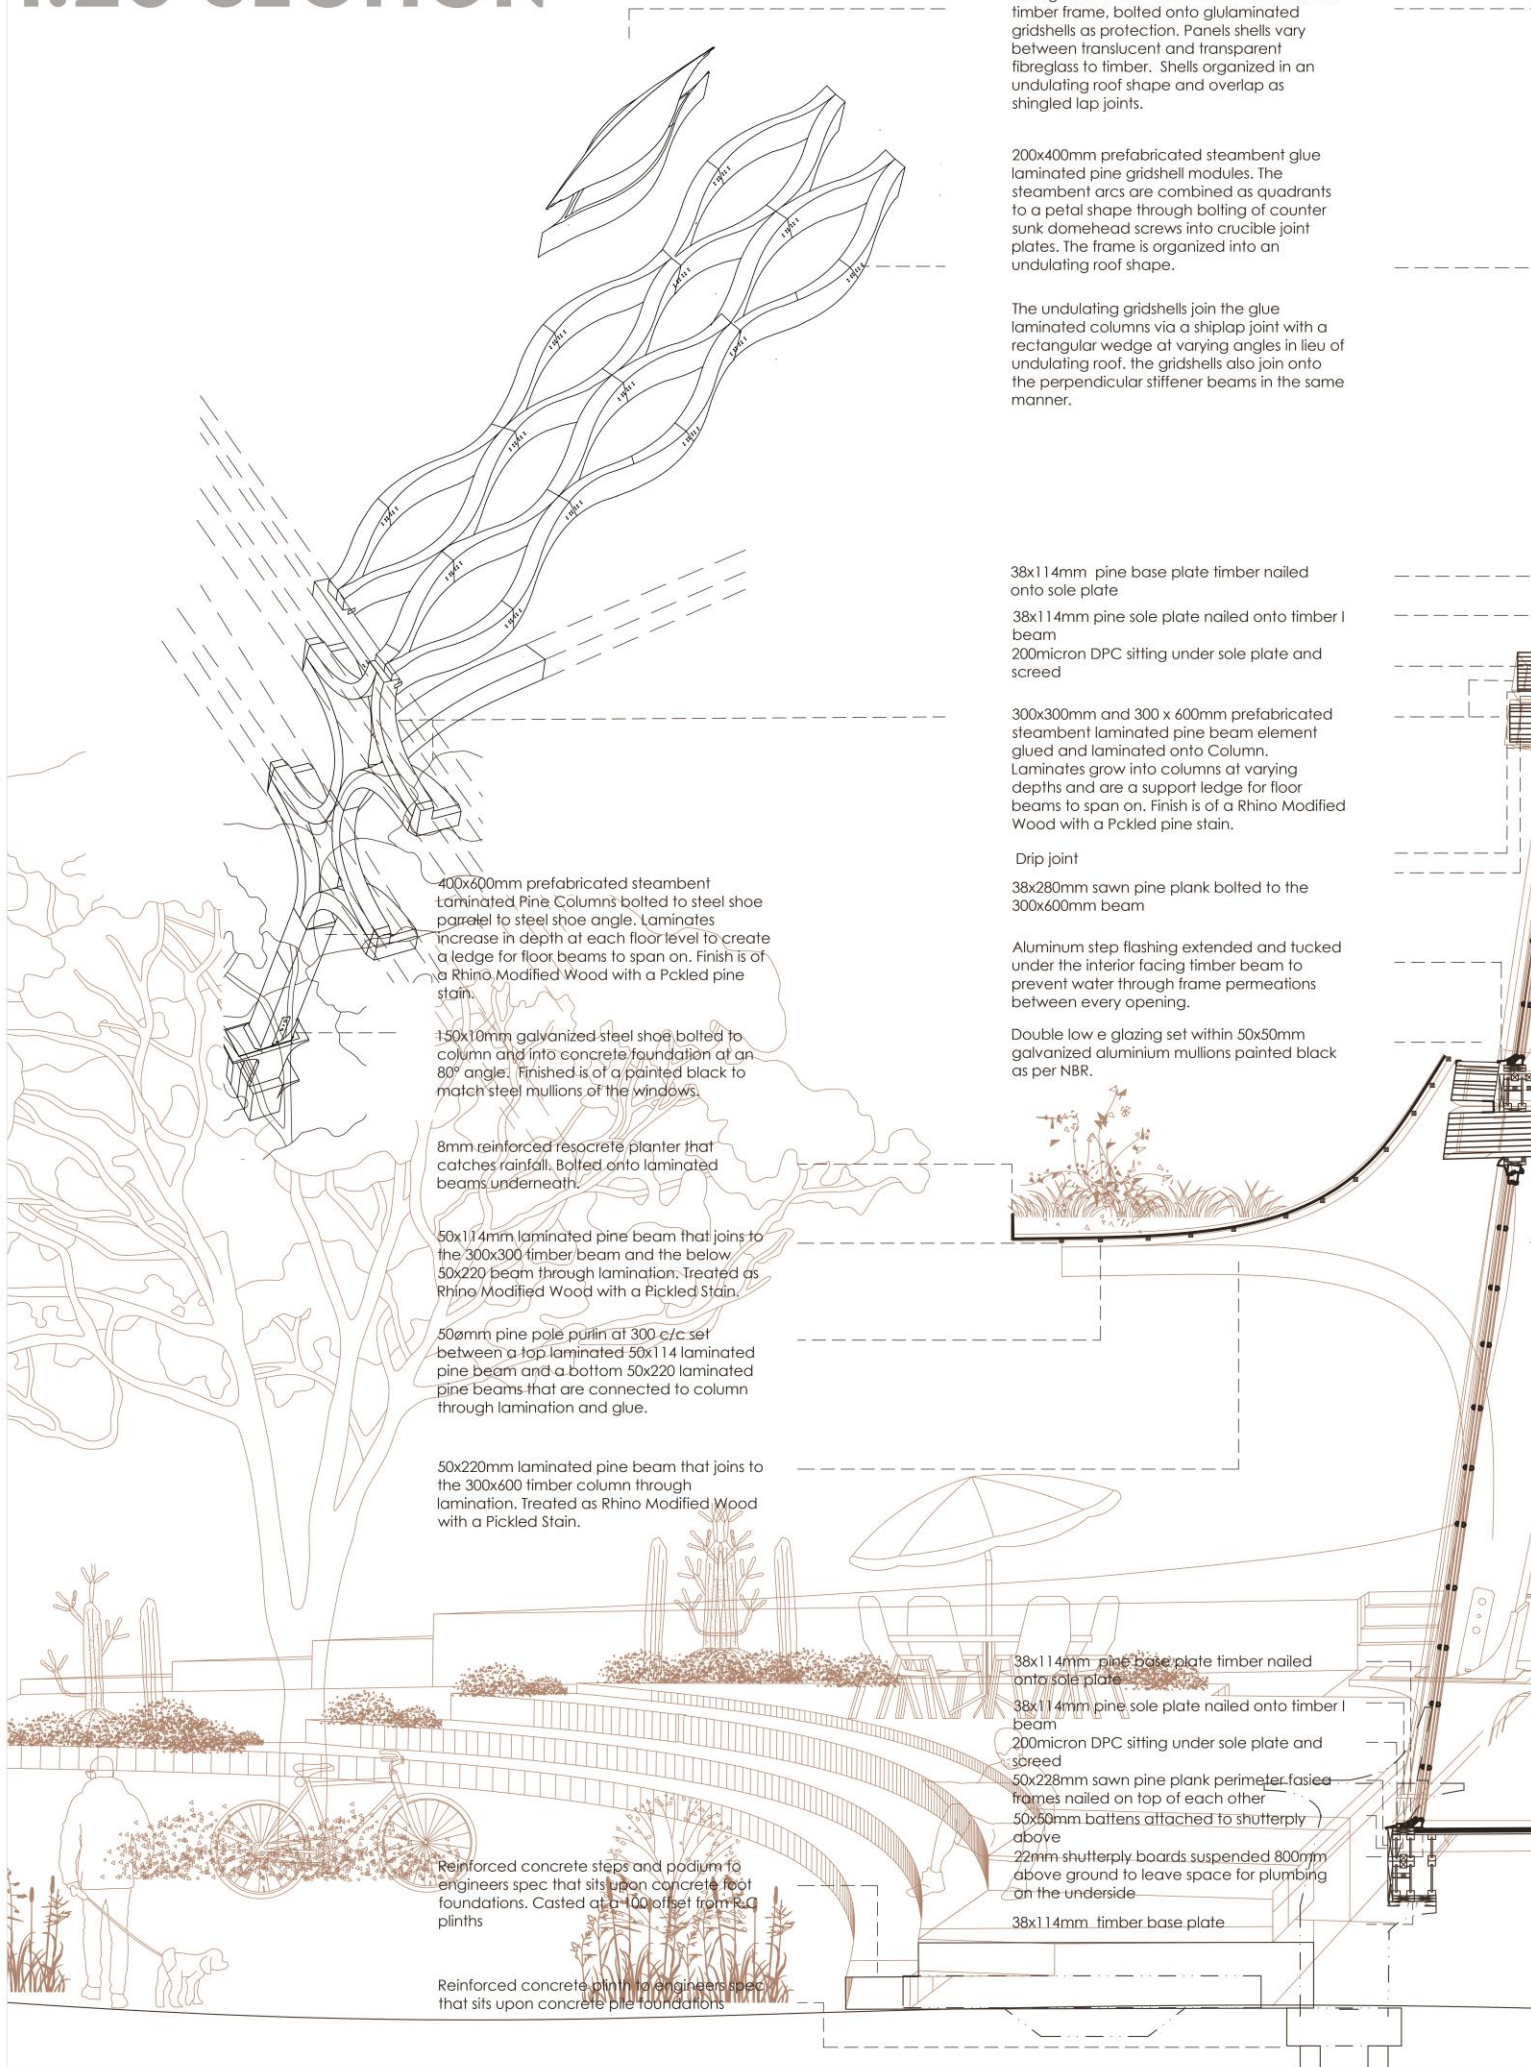 1:20 SECTION
timber frame, bolted onto glulaminated
gridshells as protection. Panels shells vary
between translucent and transparent
fibreglass to timber. Shells organized in an
undulating roof shape and overlap as
shingled lap joints.
200x400mm prefabricated steambent glue
laminated pine gridshell modules. The
steambent arcs are combined as quadrants
to a petal shape through bolting of counter
sunk domehead screws into crucible joint
plates. The frame is organized into an
undulating roof shape.
The undulating gridshells join the glue
laminated columns via a shiplap joint with a
rectangular wedge at varying angles in lieu of
undulating roof. the gridshells also join onto
the perpendicular stiffener beams in the same
manner.
38x114mm pine base plate timber nailed
onto sole plate
38x114mm pine sole plate nailed onto timber I
beam
200micron DPC sitting under sole plate and
screed
300x300mm and 300 x 600mm prefabricated
steambent laminated pine beam element
glued and laminated onto Column.
Laminates grow into columns at varying
depths and are a support ledge for floor
beams to span on. Finish is of a Rhino Modified
Wood with a Pckled pine stain.
Drip joint
38x280mm sawn pine plank bolted to the
300x600mm beam
Aluminum step flashing extended and tucked
under the interior facing timber beam to
prevent water through frame permeations
between every opening.
Double low e glazing set within 50x50mm
galvanized aluminium mullions painted black
as per NBR.
400x600mm prefabricated steambent
Laminated Pine Columns bolted to steel shoe
parralel to steel shoe angle. Laminates
increase in depth at each floor level to create
a ledge for floor beams to span on. Finish is of
a Rhino Modified Wood with a Pckled pine
stain.
150x10mm galvanized steel shoe bolted to
column and into concrete foundation at an
80° angle. Finished is of a painted black to
match steel mullions of the windows.
8mm reinforced resocrete planter that
catches rainfall. Bolted onto laminated
beams underneath.
50x114mm laminated pine beam that joins to
the 300x300 timber beam and the below
50x220 beam through lamination. Treated as
Rhino Modified Wood with a Pickled Stain.
50ømm pine pole purlin at 300 c/c set
between a top laminated 50x114 laminated
pine beam and a bottom 50x220 laminated
pine beams that are connected to column
through lamination and glue.
50x220mm laminated pine beam that joins to
the 300x600 timber column through
lamination. Treated as Rhino Modified Wood
with a Pickled Stain.
38x114mm pine base plate timber nailed
onto sole plate
38x114mm pine sole plate nailed onto timber I
beam
200micron DPC sitting under sole plate and
screed
50x228mm sawn pine plank perimeter fasica
frames nailed on top of each other
50x50mm battens attached to shutterply
above
22mm shutterply boards suspended 800mm
above ground to leave space for plumbing
on the underside
38x114mm timber base plate
Reinforced concrete steps and podium to
engineers spec that sits upon concrete foot
foundations. Casted at a 100 offset from R.C
plinths
Reinforced concrete plinth to engineers spec
that sits upon concrete pile foundations